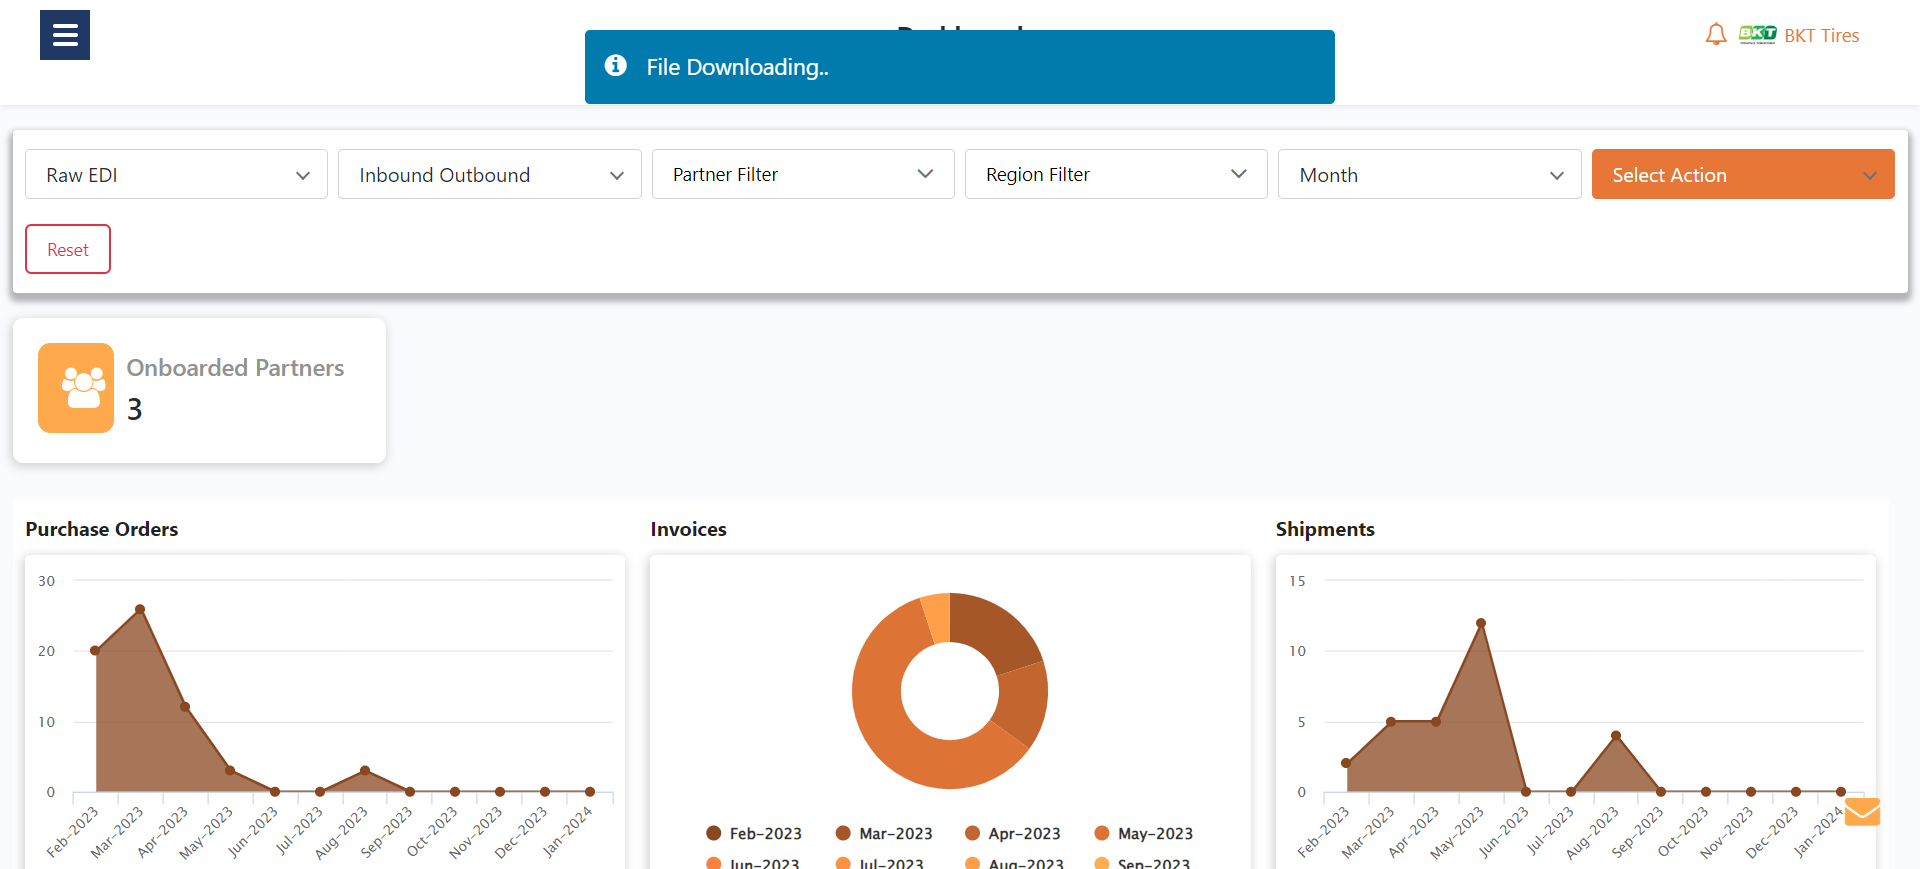 File Downloading..
BKT
BKT Tires
Raw EDI
Inbound Outbound
Partner Filter
Region Filter
Month
Select Action
Reset
Onboarded Partners
3
Purchase Orders
30
20
10
0
Feb-2023
Mar-2023
Apr-2023
May-2023
Jun-2023
Jul-2023
Aug-2023
Sep-2023
Oct-2023
Nov-2023
Dec-2023
Jan-2024
Invoices
Feb-2023
Mar-2023
Apr-2023
May-2023
Jun-2023
Jul-2023
Aug-2023
Sep-2023
Shipments
15
10
5
0
Feb-2023
Mar-2023
Apr-2023
May-2023
Jun-2023
Jul-2023
Aug-2023
Sep-2023
Oct-2023
Nov-2023
Dec-2023
Jan-2024